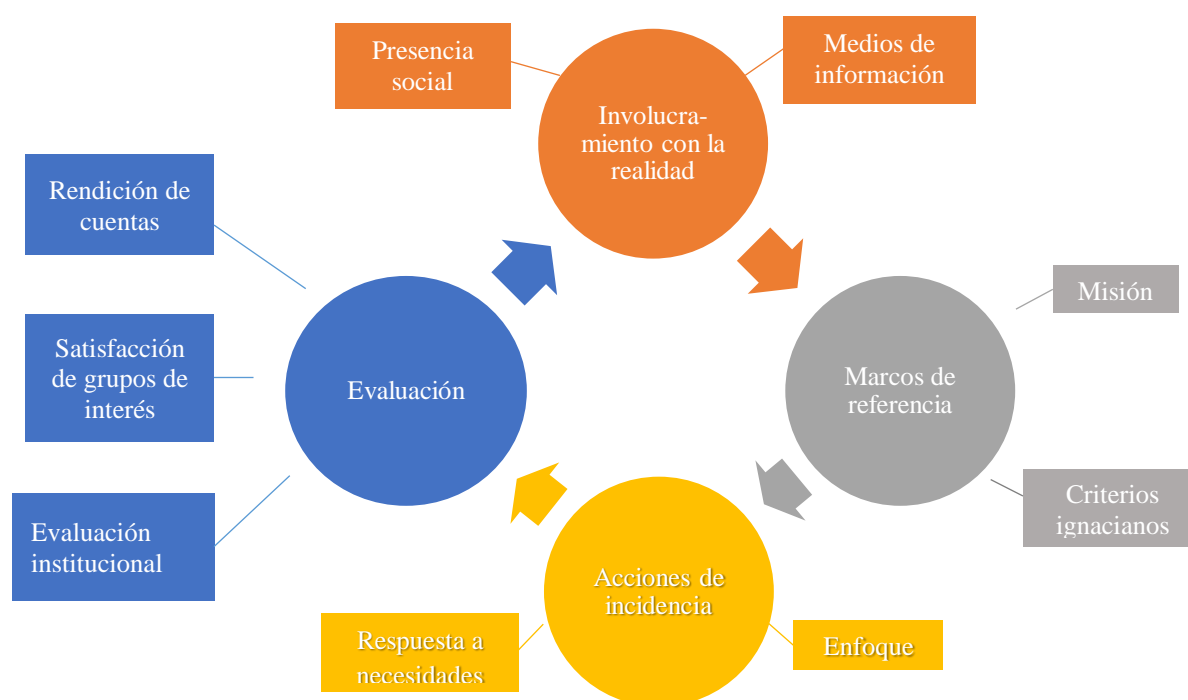 Presencia
social
Medios de
información
Involucra-
miento con la
realidad
Rendición de
cuentas
Misión
Satisfacción
de grupos de
interés
Evaluación
Marcos de
referencia
Criterios
ignacianos
Evaluación
institucional
Acciones de
incidencia
Respuesta a
necesidades
Enfoque